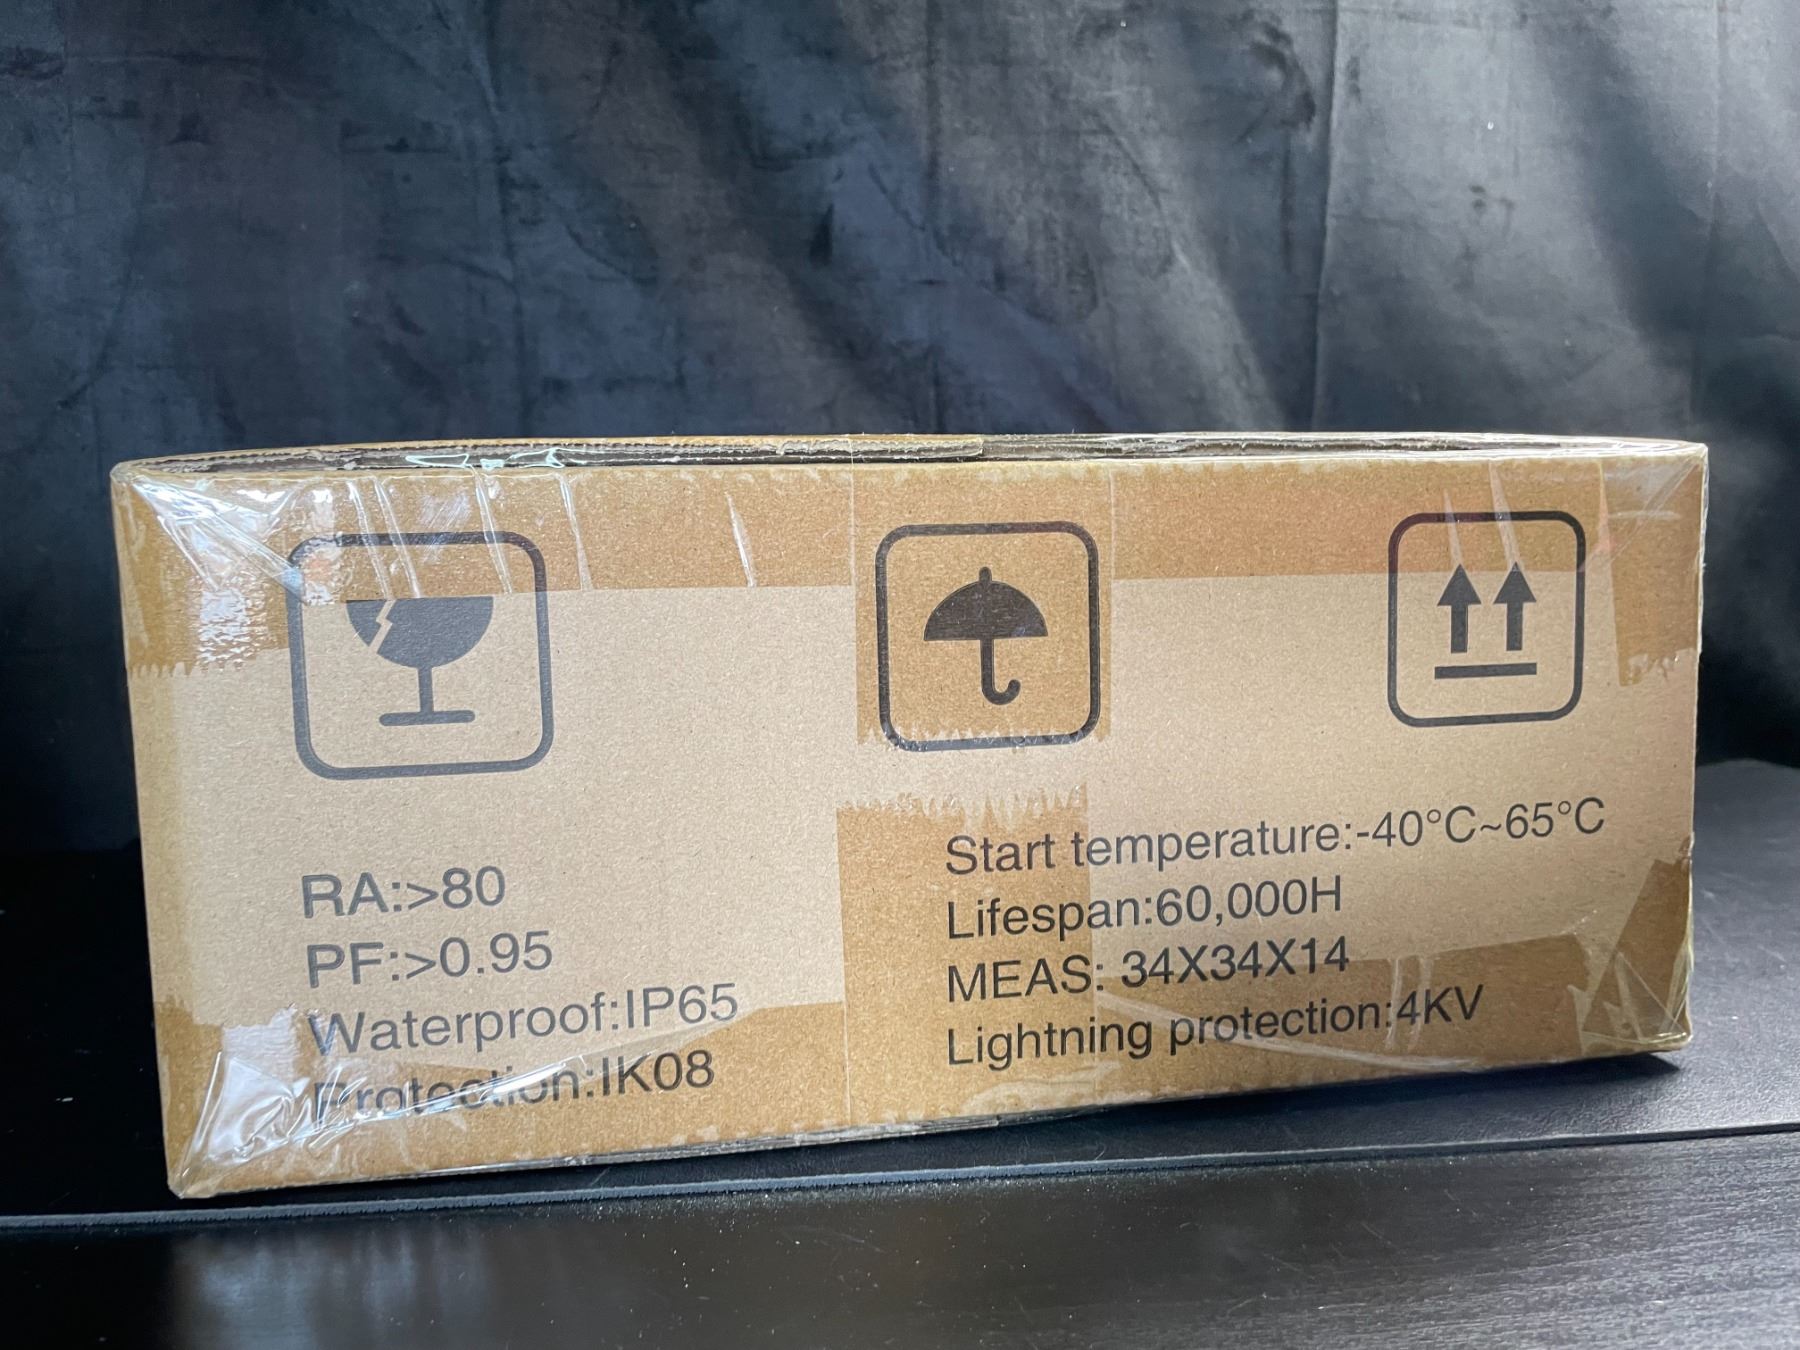 RA:>80
PF:>0.95
Waterproof:IP65
Protection:IK08
Start temperature:-40°C~65°C
Lifespan:60,000H
MEAS: 34X34X14
Lightning protection:4KV